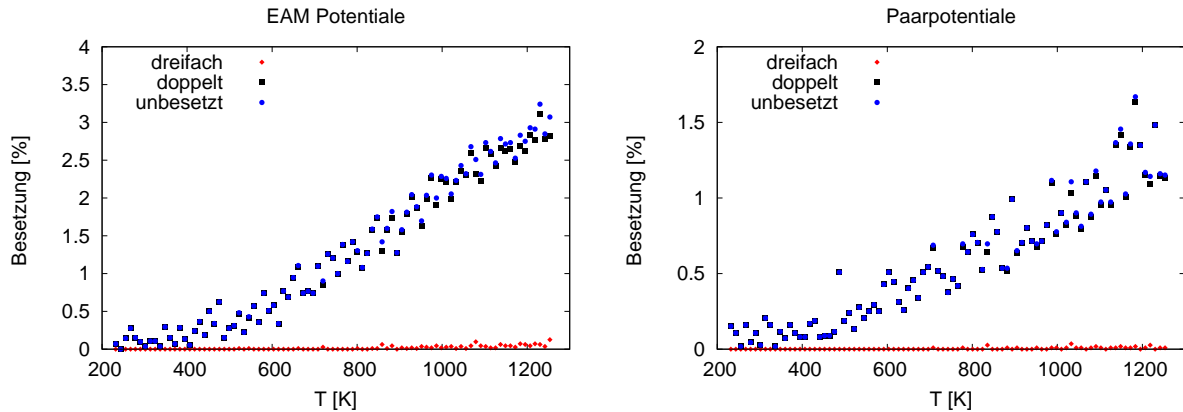 EAM Potentiale
4
3.5
3
2.5
2
1.5
1
0.5
0
200 400 600 800 1000 1200
Besetzung [%]
T [K]
dreifach
doppelt
unbesetzt
Paarpotentiale
2
1.5
1
0.5
0
200 400 600 800 1000 1200
Besetzung [%]
T [K]
dreifach
doppelt
unbesetzt